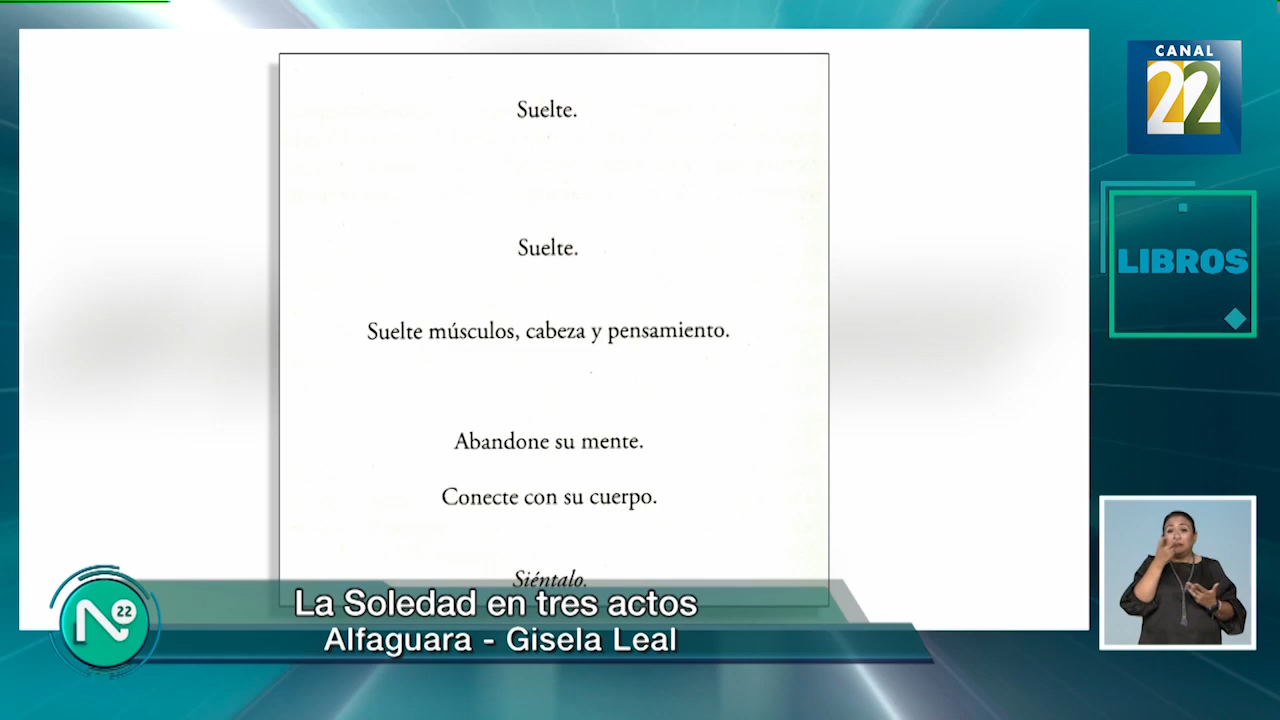 Suelte.
Suelte.
Suelte músculos, cabeza y pensamiento.
Abandone su mente.
Conecte con su cuerpo.
Siéntalo.
La Soledad en tres actos
Alfaguara - Gisela Leal
N22
CANAL
22
LIBROS